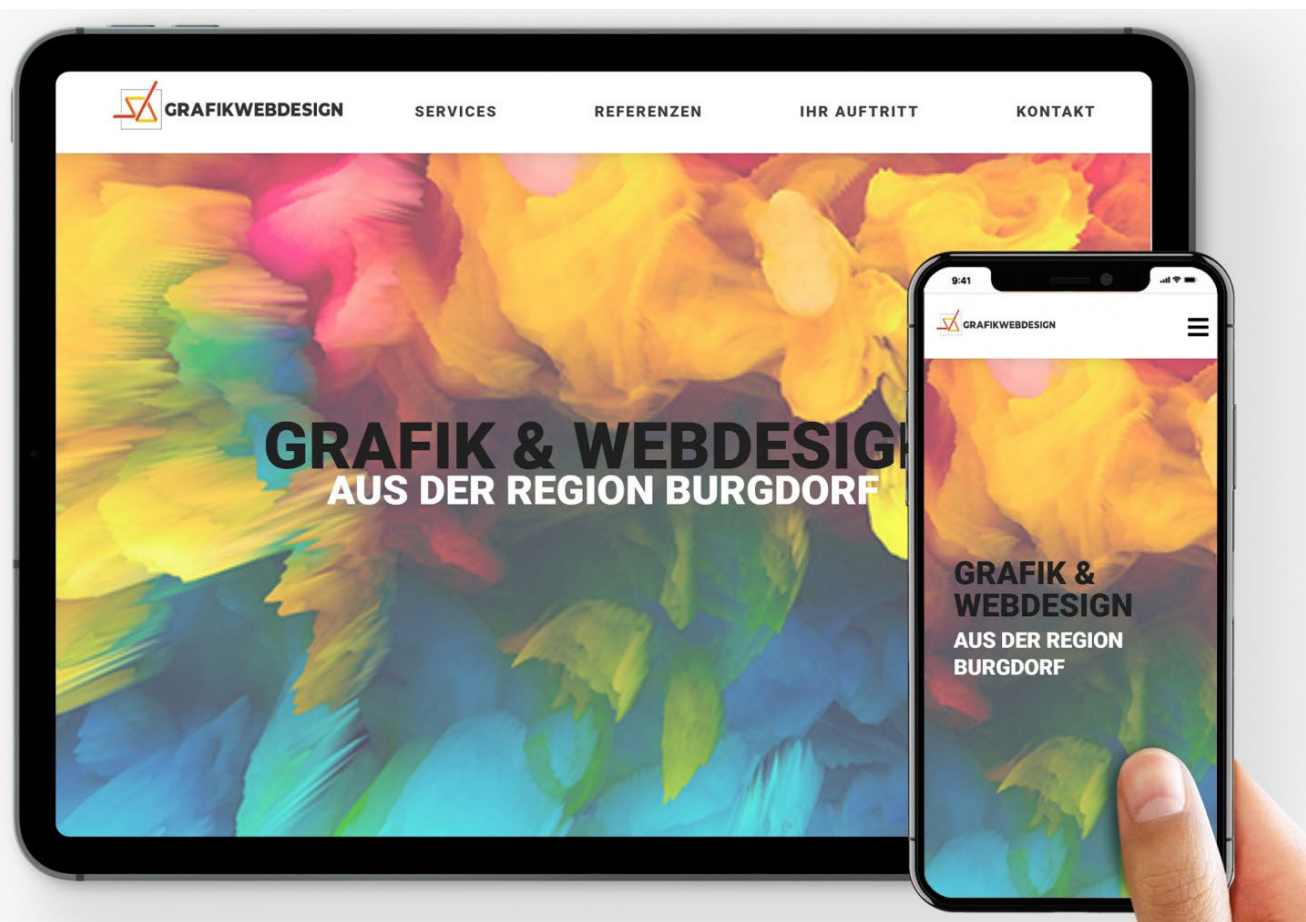 GRAFIKWEBDESIGN SERVICES REFERENZEN IHR AUFTRITT KONTAKT
GRAFIK & WEBDESIGN
AUS DER REGION BURGDORF
9:41
GRAFIKWEBDESIGN
GRAFIK &
WEBDESIGN
AUS DER REGION
BURGDORF